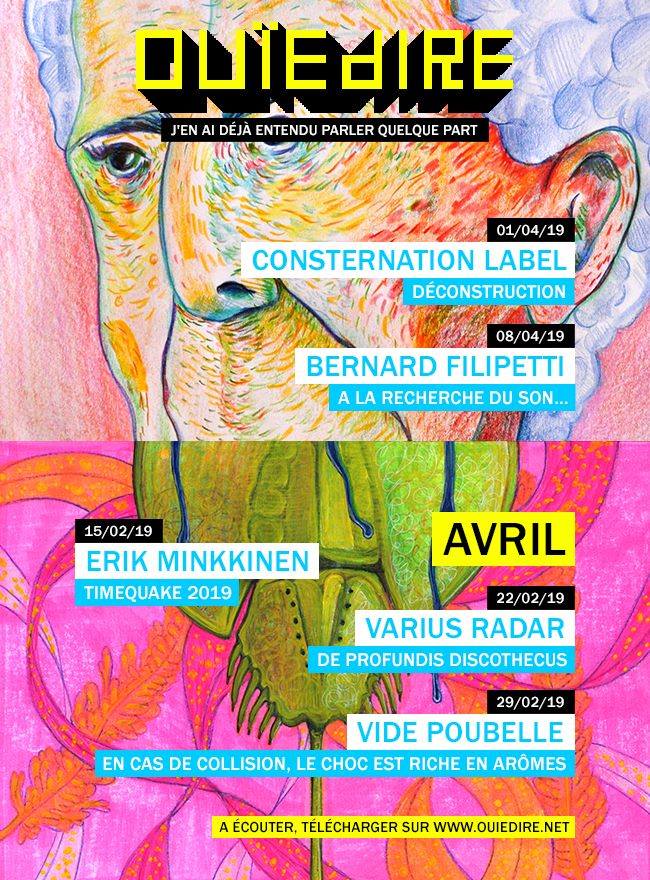 OUÏEDIRE
J'EN AI DÉJÀ ENTENDU PARLER QUELQUE PART
01/04/19
CONSTERNATION LABEL
DÉCONSTRUCTION
08/04/19
BERNARD FILIPETTI
A LA RECHERCHE DU SON...
AVRIL
15/02/19
ERIK MINKKINEN
TIMEQUAKE 2019
22/02/19
VARIUS RADAR
DE PROFUNDIS DISCOTHECUS
29/02/19
VIDE POUBELLE
EN CAS DE COLLISION, LE CHOC EST RICHE EN ARÔMES
A ÉCOUTER, TÉLÉCHARGER SUR WWW.OUIEDIRE.NET